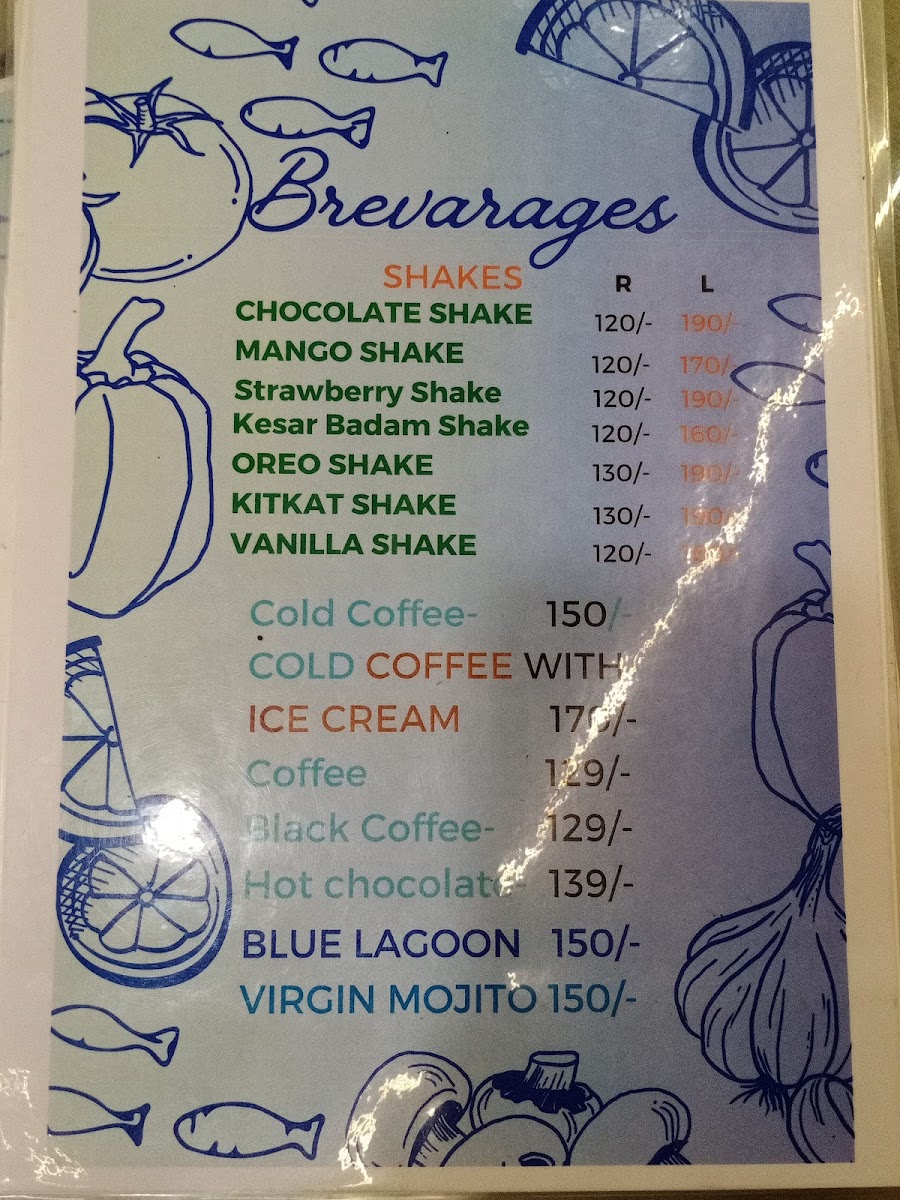 Brevarages
SHAKES R L
CHOCOLATE SHAKE 120/- 190/-
MANGO SHAKE 120/- 170/-
Strawberry Shake 120/- 190/-
Kesar Badam Shake 120/- 160/-
OREO SHAKE 130/- 190/-
KITKAT SHAKE 130/-
VANILLA SHAKE 120/-
Cold Coffee- 150/-
COLD COFFEE WITH
ICE CREAM 170/-
Coffee 129/-
Black Coffee- 129/-
Hot chocolate- 139/-
BLUE LAGOON 150/-
VIRGIN MOJITO 150/-